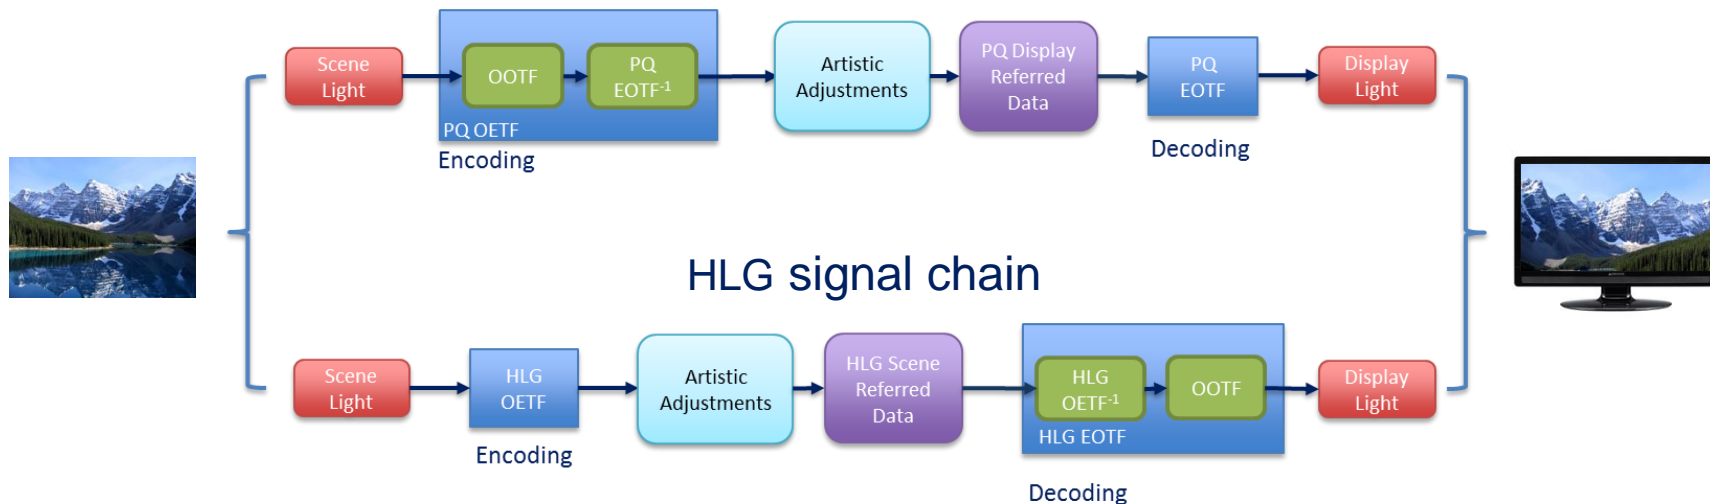 Scene
Light
OOTF
PQ
EOTF⁻¹
PQ OETF
Encoding
Artistic
Adjustments
PQ Display
Referred
Data
PQ
EOTF
Decoding
Display
Light
HLG signal chain
Scene
Light
HLG
OETF
Encoding
Artistic
Adjustments
HLG Scene
Referred
Data
HLG
OETF⁻¹
OOTF
HLG EOTF
Decoding
Display
Light